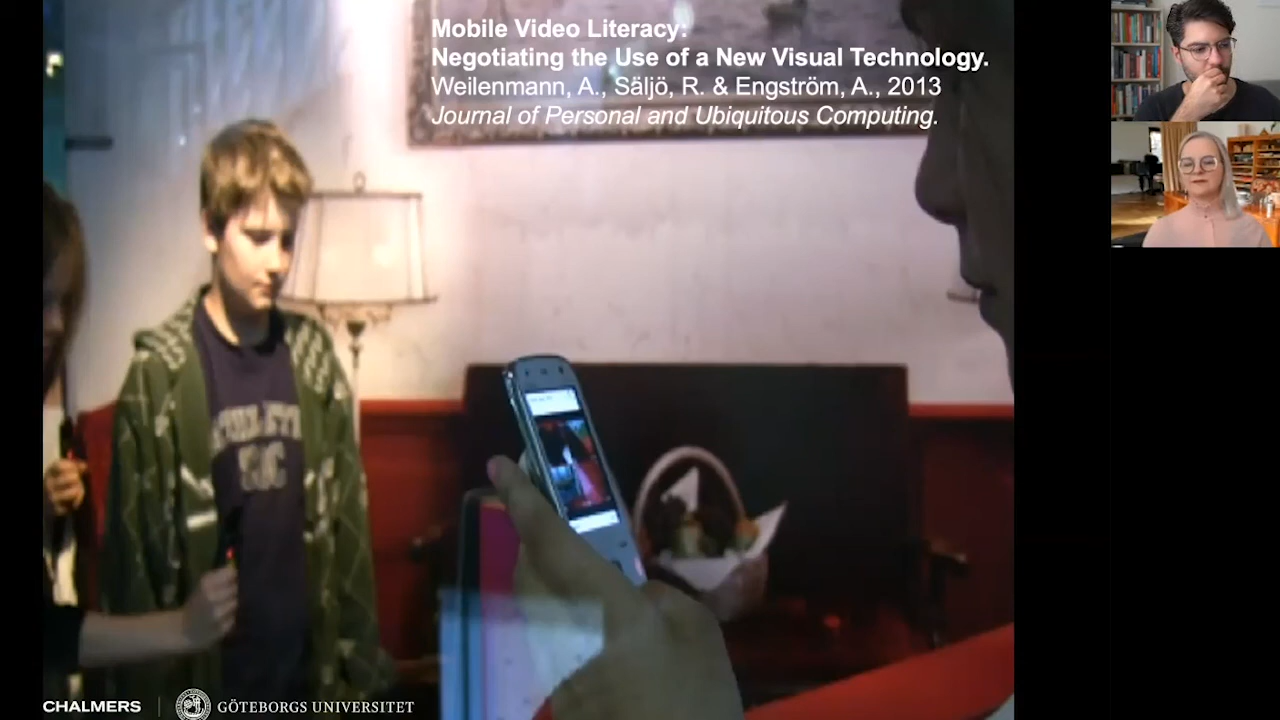 Mobile Video Literacy:
Negotiating the Use of a New Visual Technology.
Weilenmann, A., Säljö, R. & Engström, A., 2013
Journal of Personal and Ubiquitous Computing.
CHALMERS
GÖTEBORGS UNIVERSITET